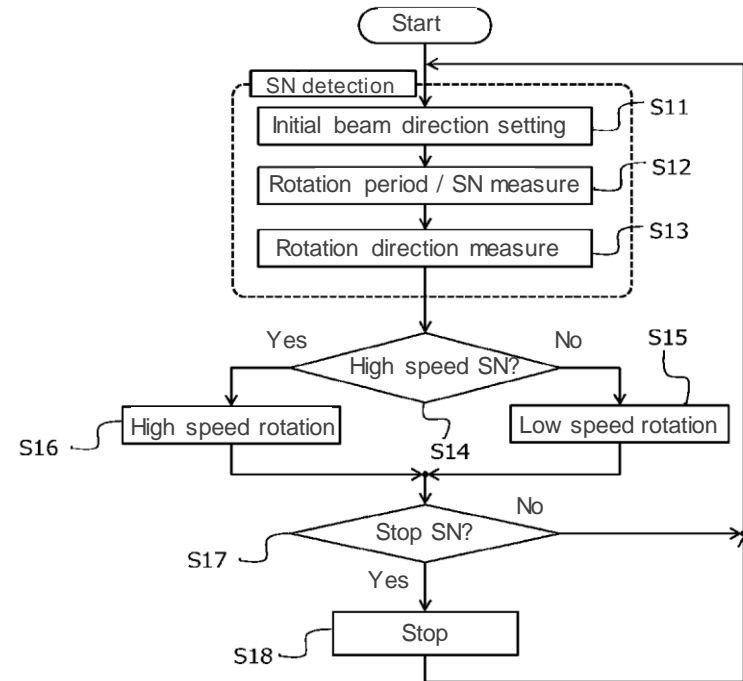 Start
SN detection
Initial beam direction setting
S11
Rotation period / SN measure
S12
Rotation direction measure
S13
Yes
High speed SN?
No
S14
S15
S16
High speed rotation
Low speed rotation
Stop SN?
No
S17
Yes
Stop
S18